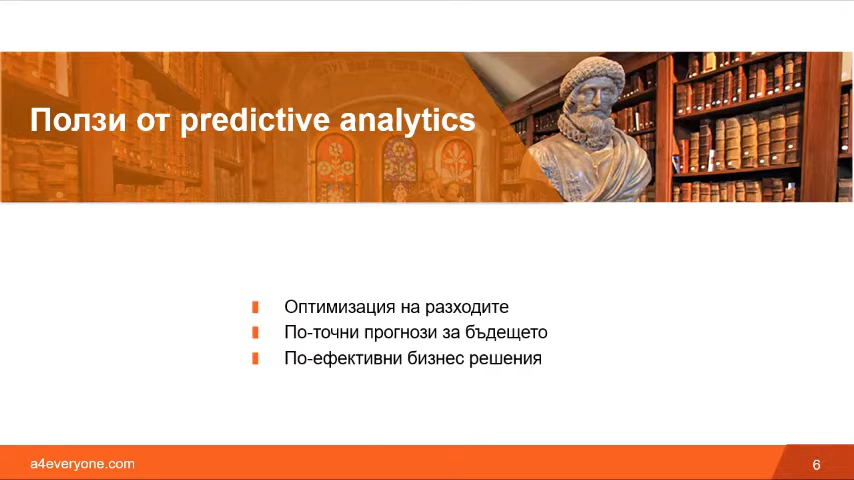 Ползи от predictive analytics
Оптимизация на разходите
По-точни прогнози за бъдещето
По-ефективни бизнес решения
a4everyone.com
6